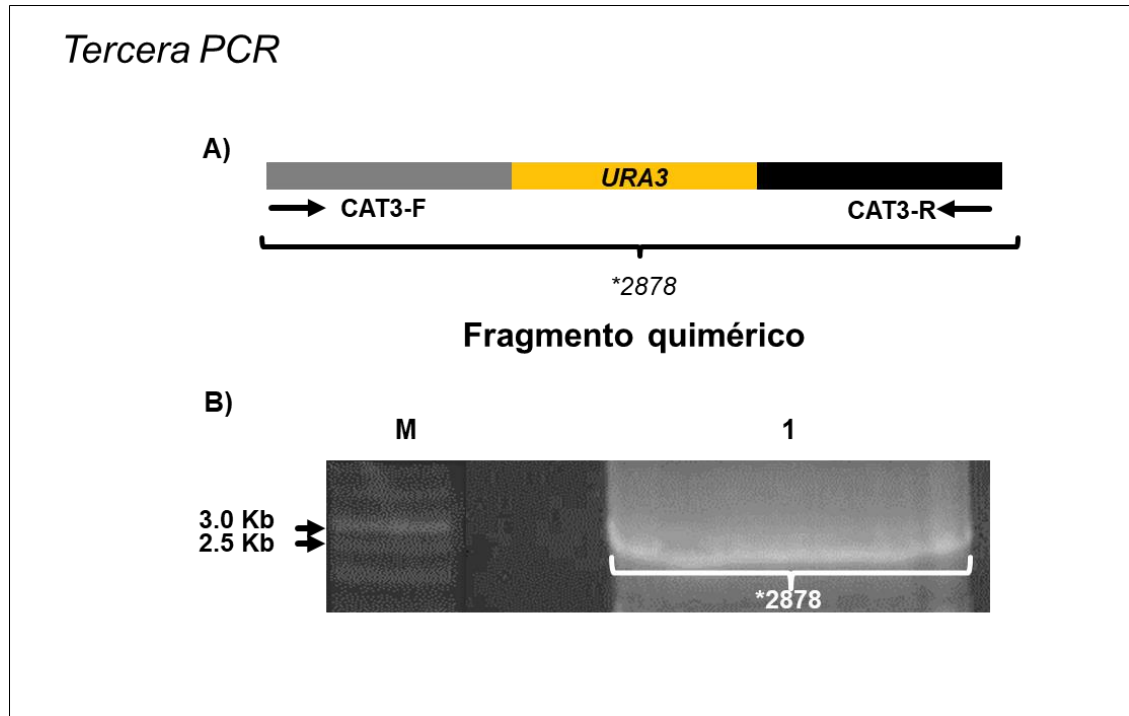 Tercera PCR
A)
URA3
CAT3-F CAT3-R
*2878
Fragmento quimérico
B)
M 1
3.0 Kb
2.5 Kb
*2878